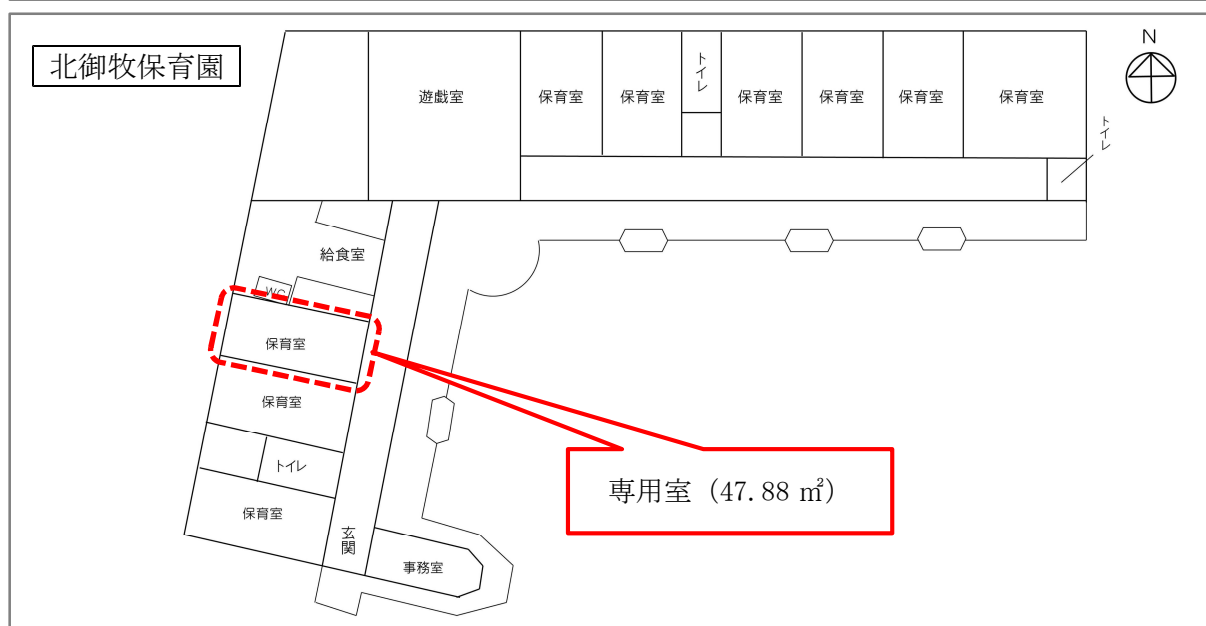 北御牧保育園
N
遊戯室
保育室
保育室
トイレ
保育室
保育室
保育室
保育室
トイレ
給食室
WC
保育室
保育室
トイレ
保育室
玄関
事務室
専用室（47.88 ㎡）